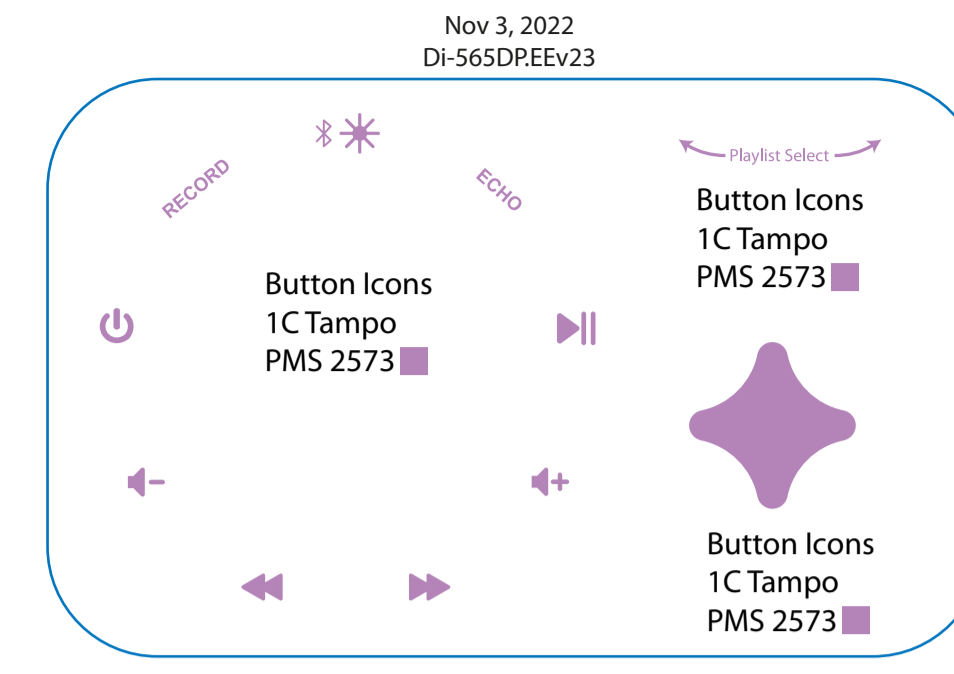 Nov 3, 2022
Di-565DP.EEv23
RECORD
ECHO
Playlist Select
Button Icons
1C Tampo
PMS 2573
Button Icons
1C Tampo
PMS 2573
Button Icons
1C Tampo
PMS 2573